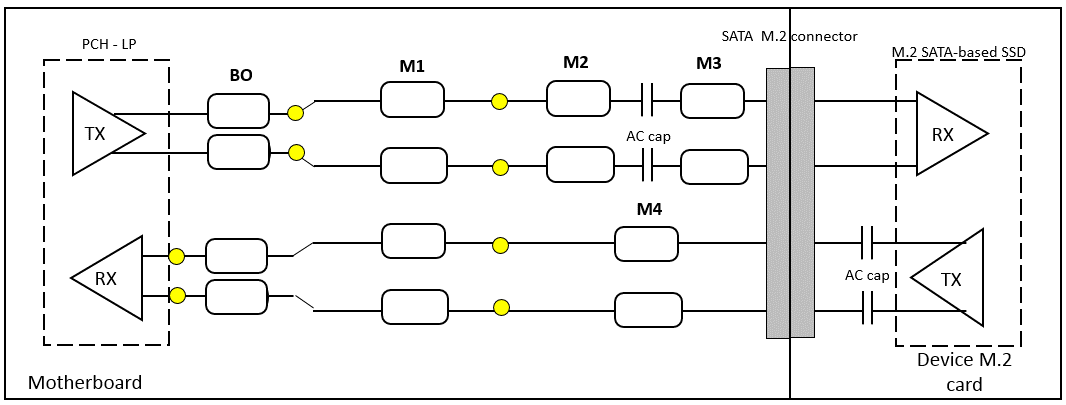 SATA M.2 connector
PCH - LP
M.2 SATA-based SSD
BO
M1
M2
M3
TX
AC cap
RX
M4
RX
AC cap
TX
Motherboard
Device M.2
card